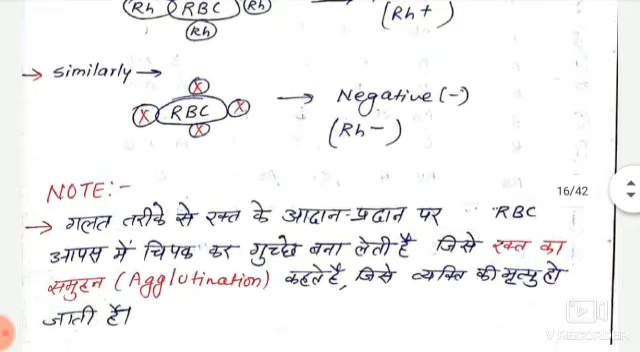 Rh RBC Rh
Rh
(Rh+)
→ Similarly →
X
X RBC X → Negative (-)
X
(Rh-)
NOTE:-
16/42
→ गलत तरीके से रक्त के आदान-प्रदान पर RBC
आपस में चिपक कर गुच्छे बना लेती है जिसे रक्त का
समुहन (Agglutination) कहते है, जिसे व्यक्ति की मृत्यु हो
जाती हैं।
V RECORDER